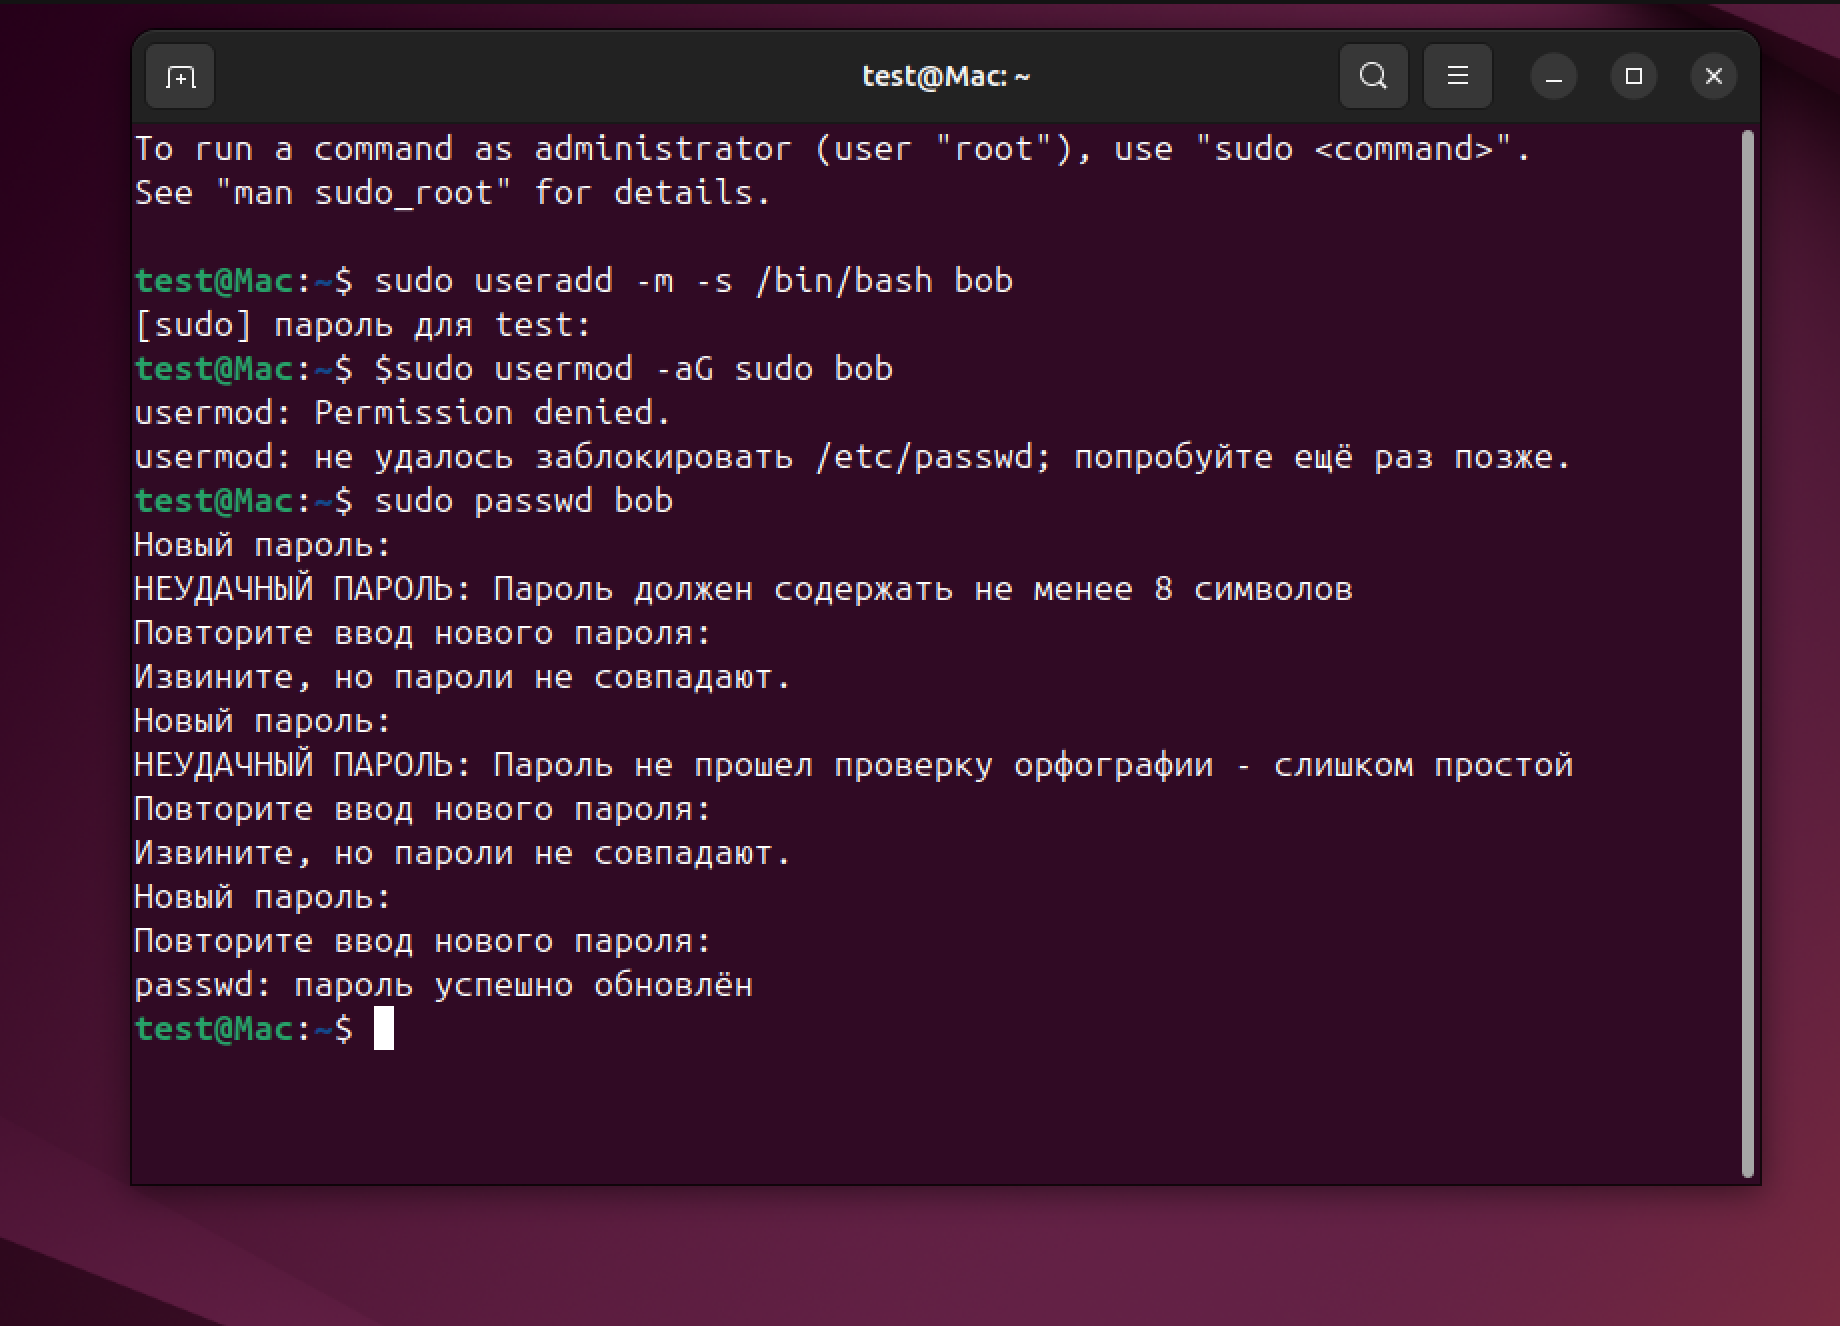 test@Mac: ~
To run a command as administrator (user "root"), use "sudo <command>".
See "man sudo_root" for details.
test@Mac:~$ sudo useradd -m -s /bin/bash bob
[sudo] пароль для test:
test@Mac:~$ $sudo usermod -aG sudo bob
usermod: Permission denied.
usermod: не удалось заблокировать /etc/passwd; попробуйте ещё раз позже.
test@Mac:~$ sudo passwd bob
Новый пароль:
НЕУДАЧНЫЙ ПАРОЛЬ: Пароль должен содержать не менее 8 символов
Повторите ввод нового пароля:
Извините, но пароли не совпадают.
Новый пароль:
НЕУДАЧНЫЙ ПАРОЛЬ: Пароль не прошел проверку орфографии - слишком простой
Повторите ввод нового пароля:
Извините, но пароли не совпадают.
Новый пароль:
Повторите ввод нового пароля:
passwd: пароль успешно обновлён
test@Mac:~$